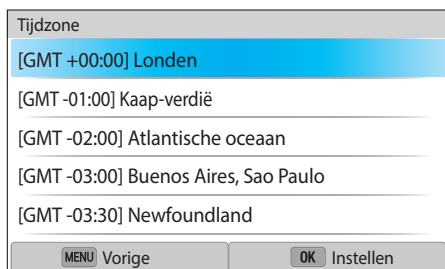 Tijdzone
[GMT +00:00] Londen
[GMT -01:00] Kaap-verdië
[GMT -02:00] Atlantische oceaan
[GMT -03:00] Buenos Aires, Sao Paulo
[GMT -03:30] Newfoundland
MENU Vorige OK Instellen